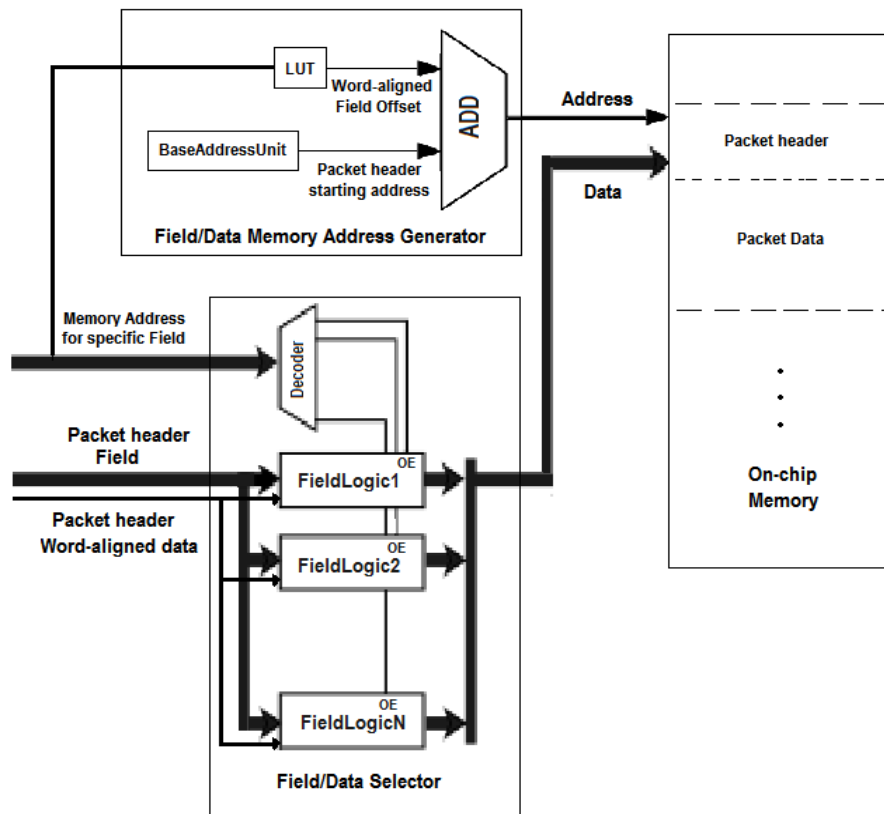 LUT
Word-aligned
Field Offset
ADD
BaseAddressUnit
Packet header
starting address
Field/Data Memory Address Generator
Address
Data
Packet header
Packet Data
On-chip
Memory
Memory Address
for specific Field
Decoder
Packet header
Field
Packet header
Word-aligned data
OE
FieldLogic1
OE
FieldLogic2
OE
FieldLogicN
Field/Data Selector